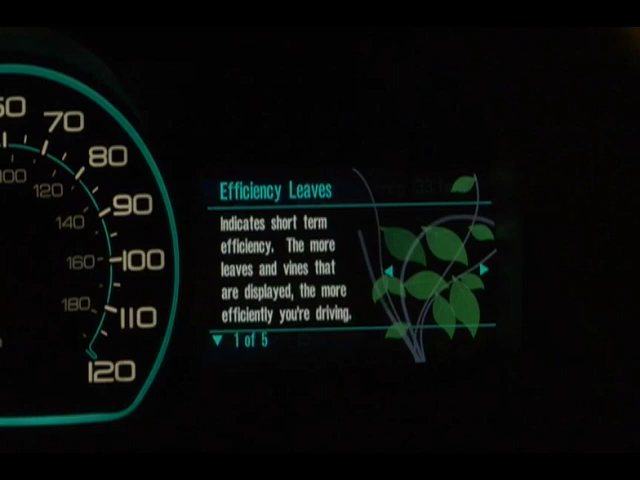 70
80
90
100
110
120
100
120
140
160
180
Efficiency Leaves
Indicates short term
efficiency. The more
leaves and vines that
are displayed, the more
efficiently you're driving.
1 of 5